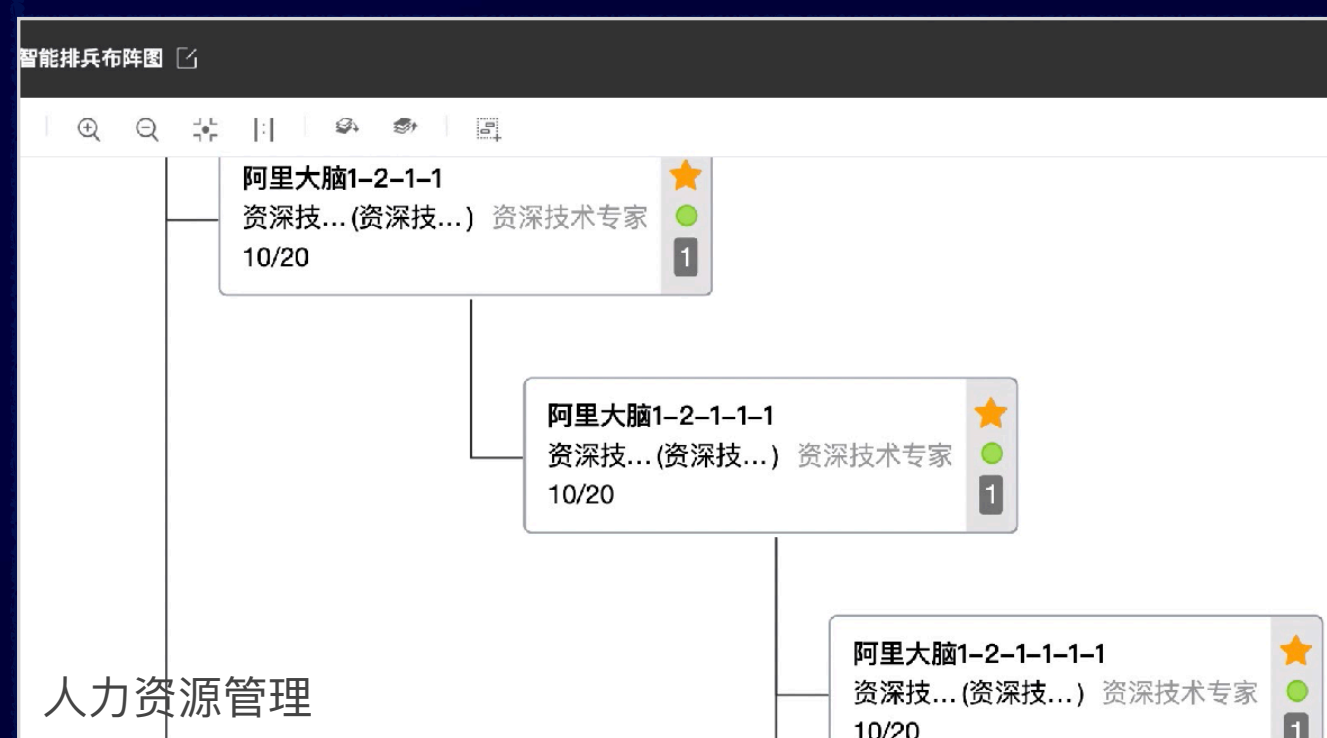 智能排兵布阵图
阿里大脑1-2-1-1
资深技...(资深技...) 资深技术专家
10/20
1
阿里大脑1-2-1-1-1
资深技...(资深技...) 资深技术专家
10/20
1
阿里大脑1-2-1-1-1-1
资深技...(资深技...) 资深技术专家
10/20
1
人力资源管理